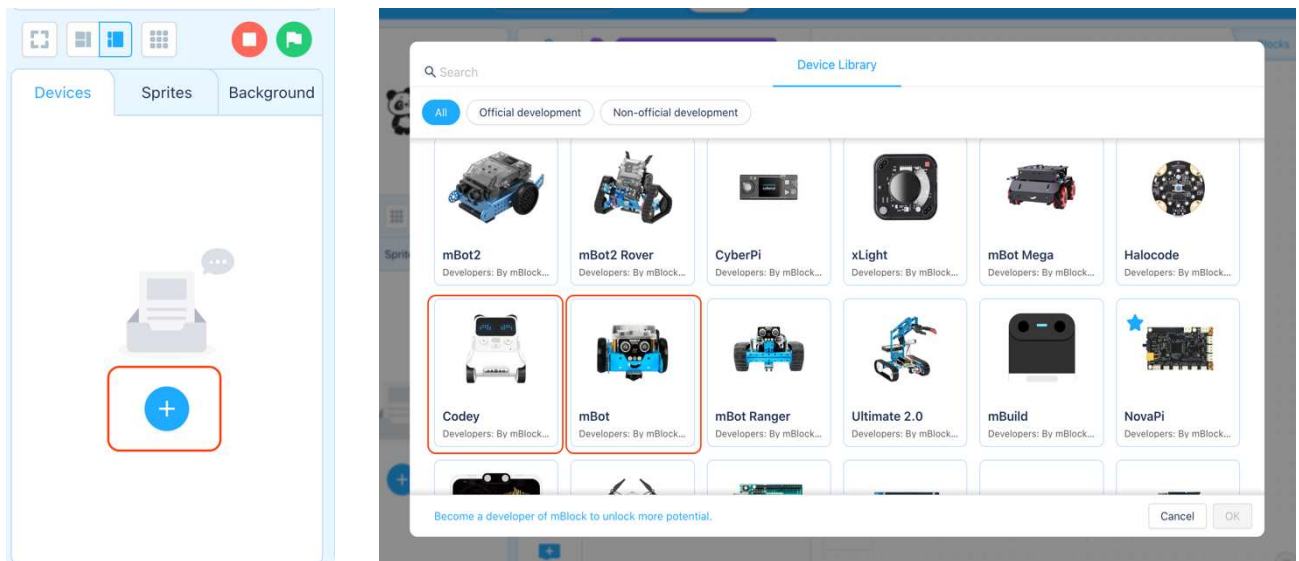 Devices
Sprites
Background
Search
Device Library
All
Official development
Non-official development
mBot2
mBot2 Rover
CyberPi
xLight
mBot Mega
Halocode
Developers: By mBlock...
Developers: By mBlock...
Developers: By mBlock...
Developers: By mBlock...
Developers: By mBlock...
Developers: By mBlock...
Codey
mBot
mBot Ranger
Ultimate 2.0
mBuild
NovaPi
Developers: By mBlock...
Developers: By mBlock...
Developers: By mBlock...
Developers: By mBlock...
Developers: By mBlock...
Developers: By mBlock...
Become a developer of mBlock to unlock more potential.
Cancel
OK